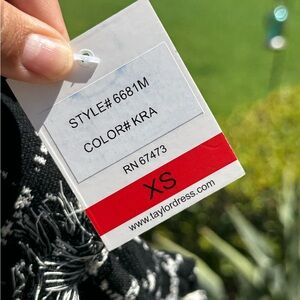 STYLE# 6681M
COLOR# KRA
RN 67473
XS
www.taylordress.com